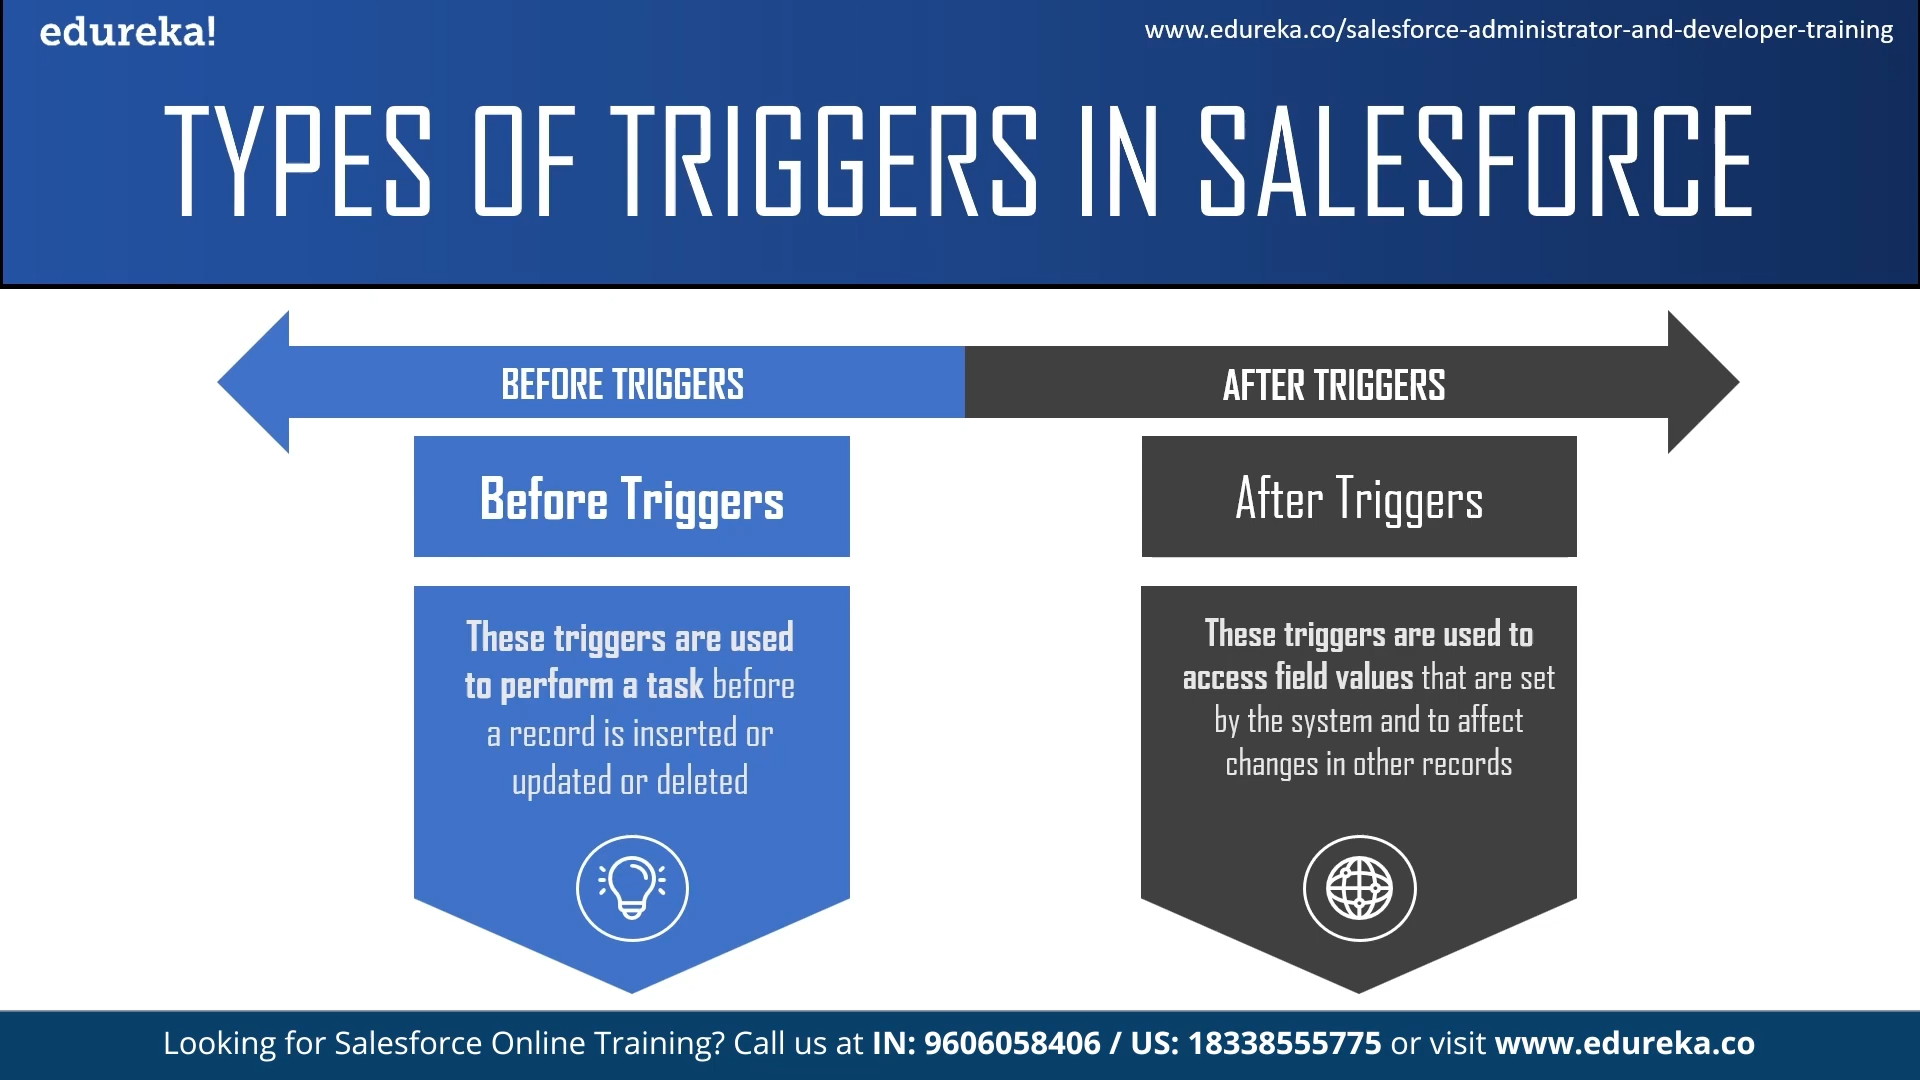 edureka!
www.edureka.co/salesforce-administrator-and-developer-training
TYPES OF TRIGGERS IN SALESFORCE
BEFORE TRIGGERS
AFTER TRIGGERS
Before Triggers
These triggers are used
to perform a task before
a record is inserted or
updated or deleted
After Triggers
These triggers are used to
access field values that are set
by the system and to affect
changes in other records
Looking for Salesforce Online Training? Call us at IN: 9606058406 / US: 18338555775 or visit www.edureka.co